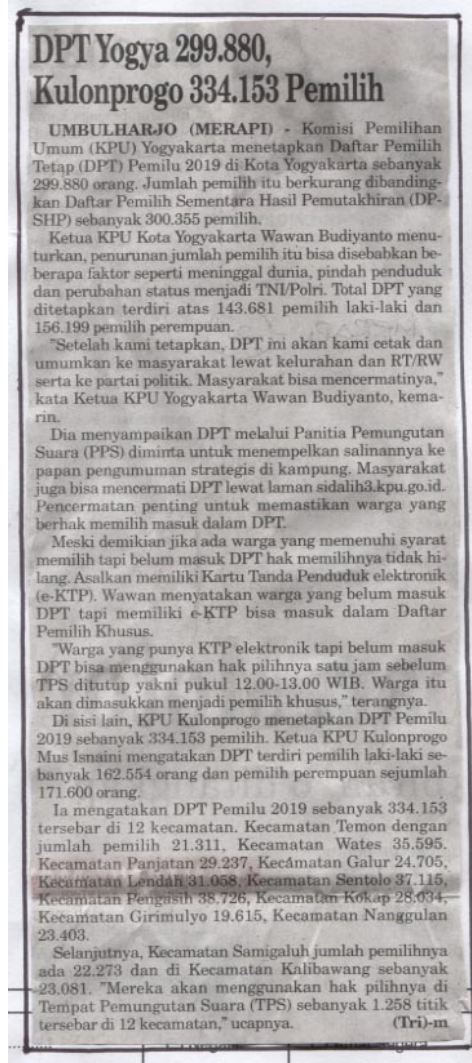 DPT Yogya 299.880,
Kulonprogo 334.153 Pemilih
UMBULHARJO (MERAPI) - Komisi Pemilihan
Umum (KPU) Yogyakarta menetapkan Daftar Pemilih
Tetap (DPT) Pemilu 2019 di Kota Yogyakarta sebanyak
299.880 orang. Jumlah pemilih itu berkurang dibanding-
kan Daftar Pemilih Sementara Hasil Pemutakhiran (DP-
SHP) sebanyak 300.355 pemilih.
Ketua KPU Kota Yogyakarta Wawan Budiyanto menu-
turkan, penurunan jumlah pemilih itu bisa disebabkan be-
berapa faktor seperti meninggal dunia, pindah penduduk
dan perubahan status menjadi TNI/Polri. Total DPT yang
ditetapkan terdiri atas 143.681 pemilih laki-laki dan
156.199 pemilih perempuan.
"Setelah kami tetapkan, DPT ini akan kami cetak dan
umumkan ke masyarakat lewat kelurahan dan RT/RW
serta ke partai politik. Masyarakat bisa mencermatinya,"
kata Ketua KPU Yogyakarta Wawan Budiyanto, kema-
rin.
Dia menyampaikan DPT melalui Panitia Pemungutan
Suara (PPS) diminta untuk menempelkan salinannya ke
papan pengumuman strategis di kampung. Masyarakat
juga bisa mencermati DPT lewat laman sidalih3.kpu.go.id.
Pencermatan penting untuk memastikan warga yang
berhak memilih masuk dalam DPT.
Meski demikian jika ada warga yang memenuhi syarat
memilih tapi belum masuk DPT hak memilihnya tidak hi-
lang. Asalkan memiliki Kartu Tanda Penduduk elektronik
(e-KTP). Wawan menyatakan warga yang belum masuk
DPT tapi memiliki e-KTP bisa masuk dalam Daftar
Pemilih Khusus.
"Warga yang punya KTP elektronik tapi belum masuk
DPT bisa menggunakan hak pilihnya satu jam sebelum
TPS ditutup yakni pukul 12.00-13.00 WIB. Warga itu
akan dimasukkan menjadi pemilih khusus," terangnya.
Di sisi lain, KPU Kulonprogo menetapkan DPT Pemilu
2019 sebanyak 334.153 pemilih. Ketua KPU Kulonprogo
Mus Isnaini mengatakan DPT terdiri pemilih laki-laki se-
banyak 162.554 orang dan pemilih perempuan sejumlah
171.600 orang.
Ia mengatakan DPT Pemilu 2019 sebanyak 334.153
tersebar di 12 kecamatan. Kecamatan Temon dengan
jumlah pemilih 21.311, Kecamatan Wates 35.595.
Kecamatan Panjatan 29.237, Kecamatan Galur 24.705,
Kecamatan Lendah 31.058, Kecamatan Sentolo 37.115,
Kecamatan Pengasih 38.726, Kecamatan Kokap 28.034,
Kecamatan Girimulyo 19.615, Kecamatan Nanggulan
23.403.
Selanjutnya, Kecamatan Samigaluh jumlah pemilihnya
ada 22.273 dan di Kecamatan Kalibawang sebanyak
23.081. "Mereka akan menggunakan hak pilihnya di
Tempat Pemungutan Suara (TPS) sebanyak 1.258 titik
tersebar di 12 kecamatan," ucapnya. (Tri)-m